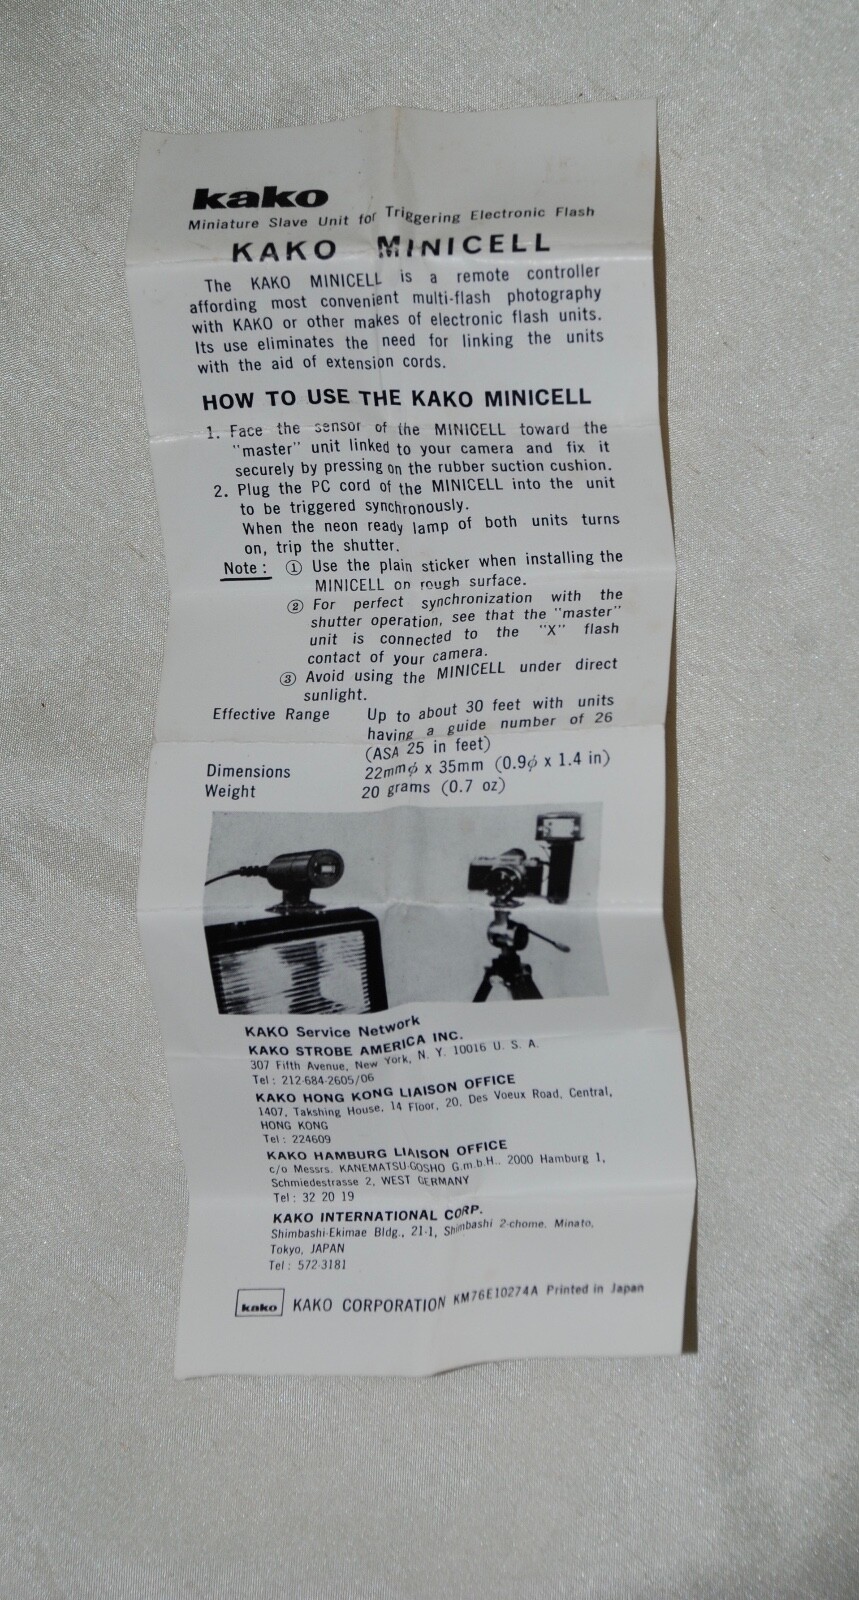 kako
Miniature Slave Unit for Triggering Electronic Flash
KAKO MINICELL
The KAKO MINICELL is a remote controller
affording most convenient multi-flash photography
with KAKO or other makes of electronic flash units.
Its use eliminates the need for linking the units
with the aid of extension cords.
HOW TO USE THE KAKO MINICELL
1. Face the sensor of the MINICELL toward the
"master" unit linked to your camera and fix it
securely by pressing on the rubber suction cushion.
2. Plug the PC cord of the MINICELL into the unit
to be triggered synchronously.
When the neon ready lamp of both units turns
on, trip the shutter.
Note: ① Use the plain sticker when installing the
MINICELL on rough surface.
② For perfect synchronization with the
shutter operation, see that the "master"
unit is connected to the "X" flash
contact of your camera.
③ Avoid using the MINICELL under direct
sunlight.
Effective Range Up to about 30 feet with units
having a guide number of 26
(ASA 25 in feet)
Dimensions 22mmφ x 35mm (0.9φ x 1.4 in)
Weight 20 grams (0.7 oz)
KAKO Service Network
KAKO STROBE AMERICA INC.
307 Fifth Avenue, New York, N. Y. 10016 U. S. A.
Tel: 212-684-2605/06
KAKO HONG KONG LIAISON OFFICE
1407, Takshing House, 14 Floor, 20, Des Voeux Road, Central,
HONG KONG
Tel: 224609
KAKO HAMBURG LIAISON OFFICE
c/o Messrs. KANEMATSU-GOSHO G.m.b.H.. 2000 Hamburg 1,
Schmiedestrasse 2, WEST GERMANY
Tel: 32 20 19
KAKO INTERNATIONAL CORP.
Shimbashi-Ekimae Bldg., 21-1, Shimbashi 2-chome, Minato,
Tokyo, JAPAN
Tel: 572-3181
kako KAKO CORPORATION KM76E10274A Printed in Japan